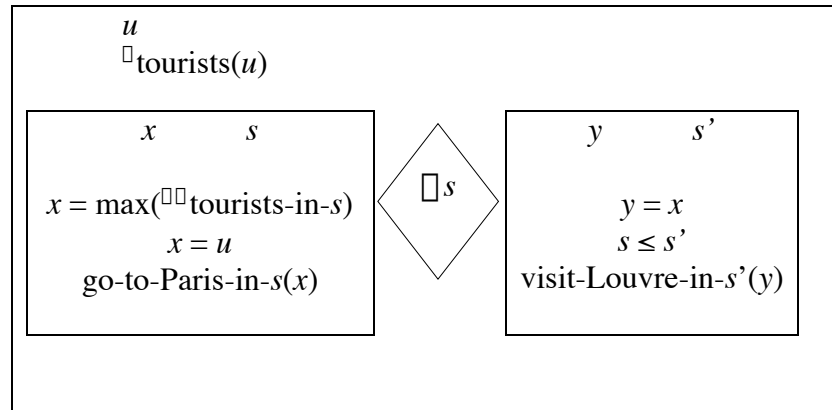 u
▯tourists(u)
x s
x = max(▯▯tourists-in-s)
x = u
go-to-Paris-in-s(x)
▯s
y s’
y = x
s ≤ s’
visit-Louvre-in-s’(y)